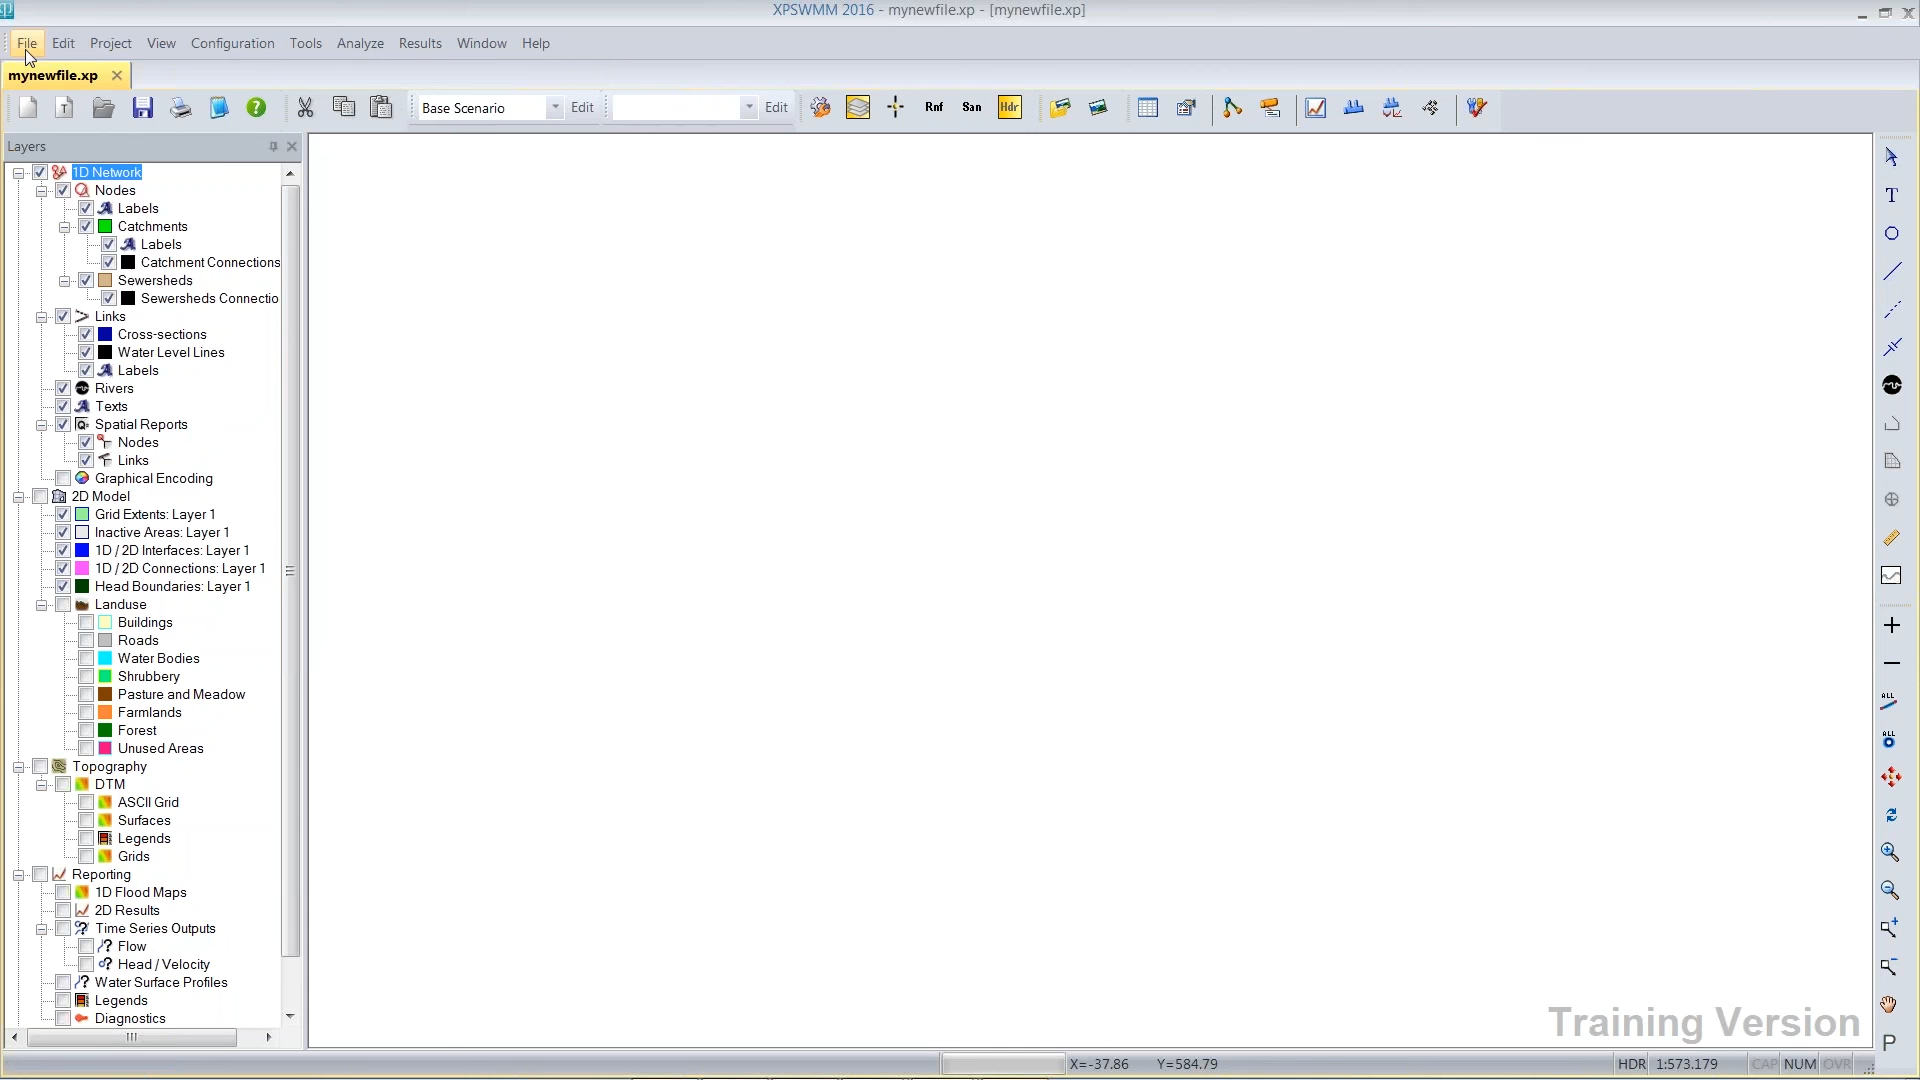 XPSWMM 2016 - mynewfile.xp - [mynewfile.xp]
File Edit Project View Configuration Tools Analyze Results Window Help
mynewfile.xp
Base Scenario Edit Edit Rnf San Hdr
Layers
1D Network
Nodes
Labels
Catchments
Labels
Catchment Connections
Sewersheds
Sewersheds Connectio
Links
Cross-sections
Water Level Lines
Labels
Rivers
Texts
Spatial Reports
Nodes
Links
Graphical Encoding
2D Model
Grid Extents: Layer 1
Inactive Areas: Layer 1
1D / 2D Interfaces: Layer 1
1D / 2D Connections: Layer 1
Head Boundaries: Layer 1
Landuse
Buildings
Roads
Water Bodies
Shrubbery
Pasture and Meadow
Farmlands
Forest
Unused Areas
Topography
DTM
ASCII Grid
Surfaces
Legends
Grids
Reporting
1D Flood Maps
2D Results
Time Series Outputs
Flow
Head / Velocity
Water Surface Profiles
Legends
Diagnostics
T
ALL
ALL
P
Training Version
X=-37.86 Y=584.79 HDR 1:573.179 CAP NUM OVR